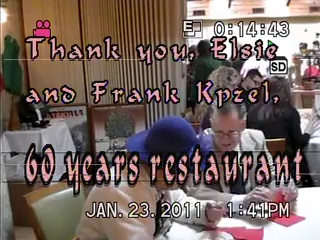 0:14:43
Thank you, Elsie
SD
and Frank Kpzel,
60 years restaurant
JAN. 23. 2011 1:41PM